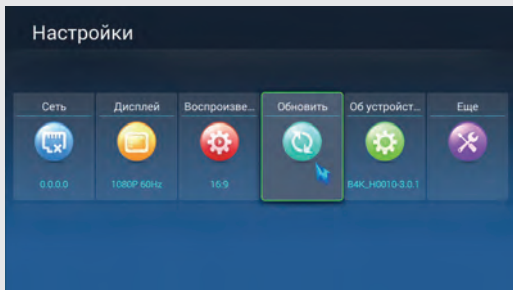 Настройки
Сеть
Дисплей
Воспроизве...
Обновить
Об устройст...
Еще
0.0.0.0
1080P 60Hz
16:9
B4K_H0010-3.0.1